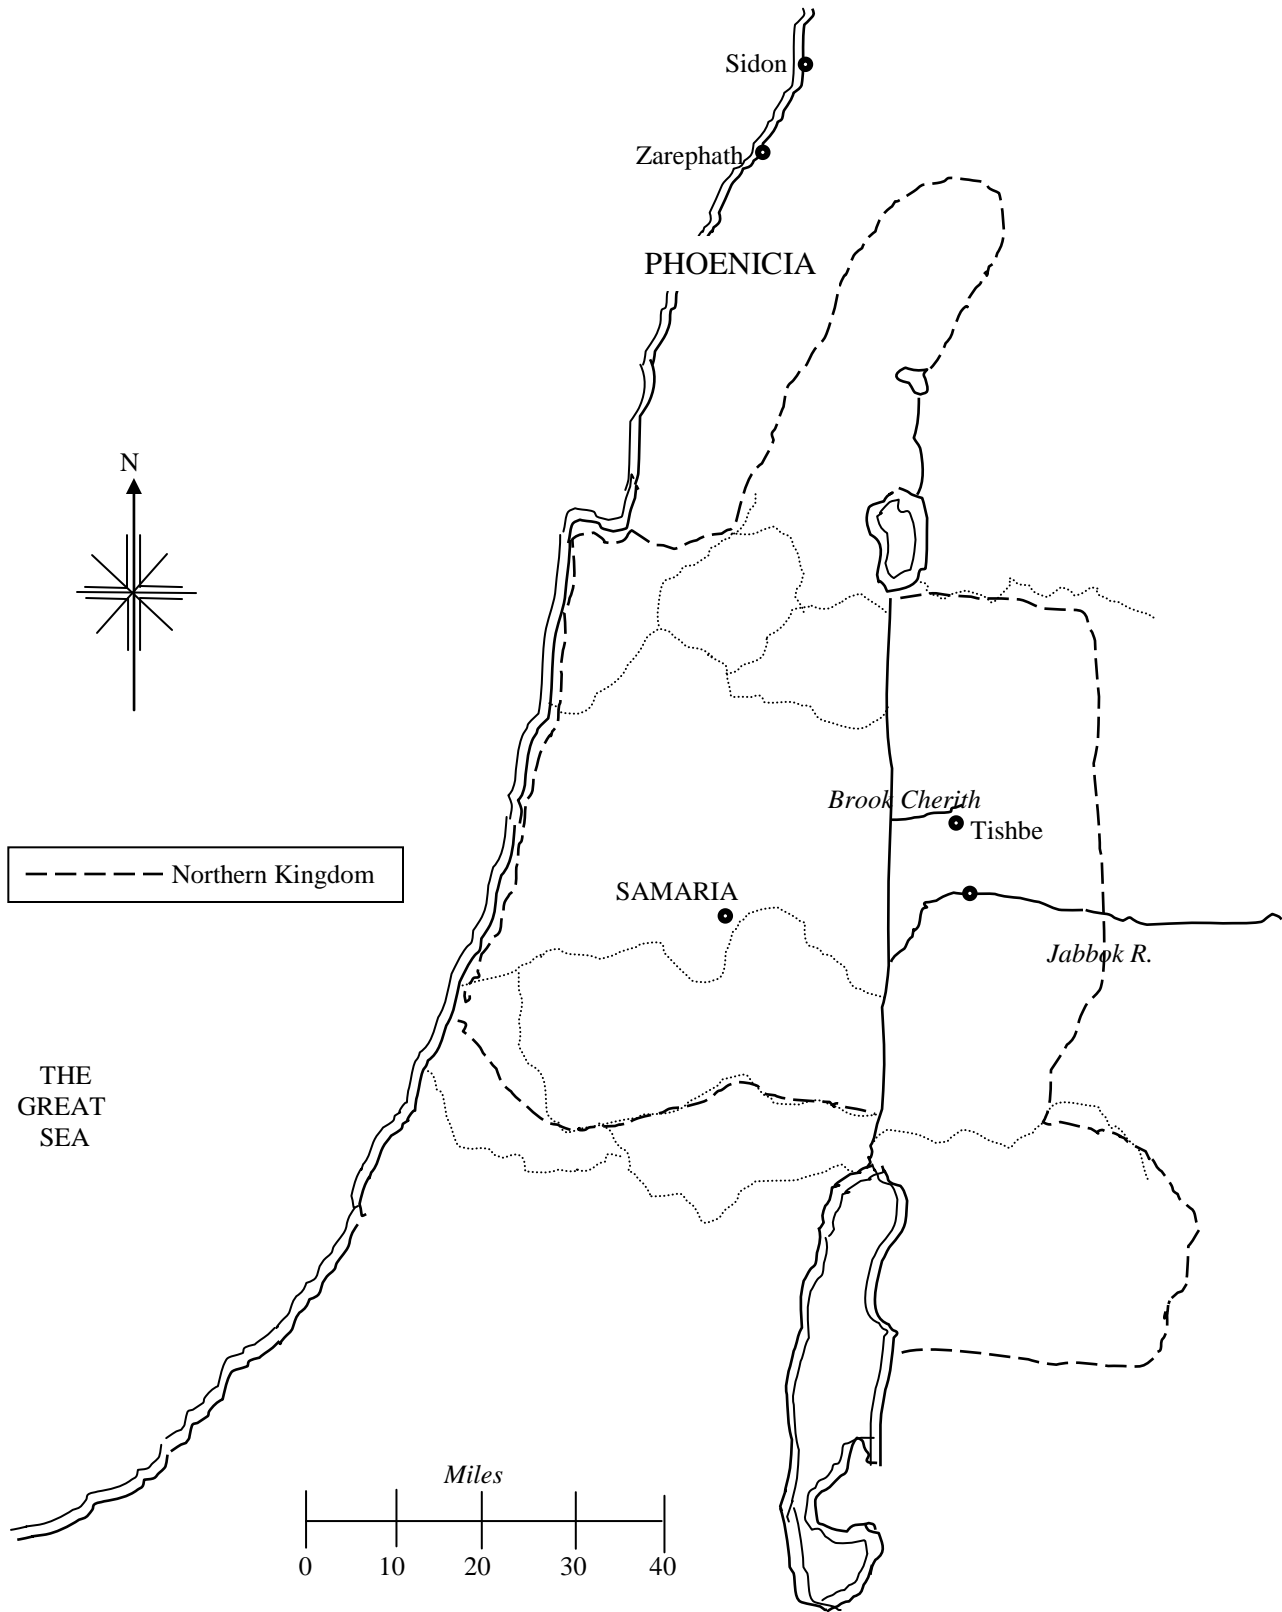 Sidon
Zarephath
PHOENICIA
N
Brook Cherith
Tishbe
Northern Kingdom
SAMARIA
Jabbok R.
THE
GREAT
SEA
Miles
0 10 20 30 40